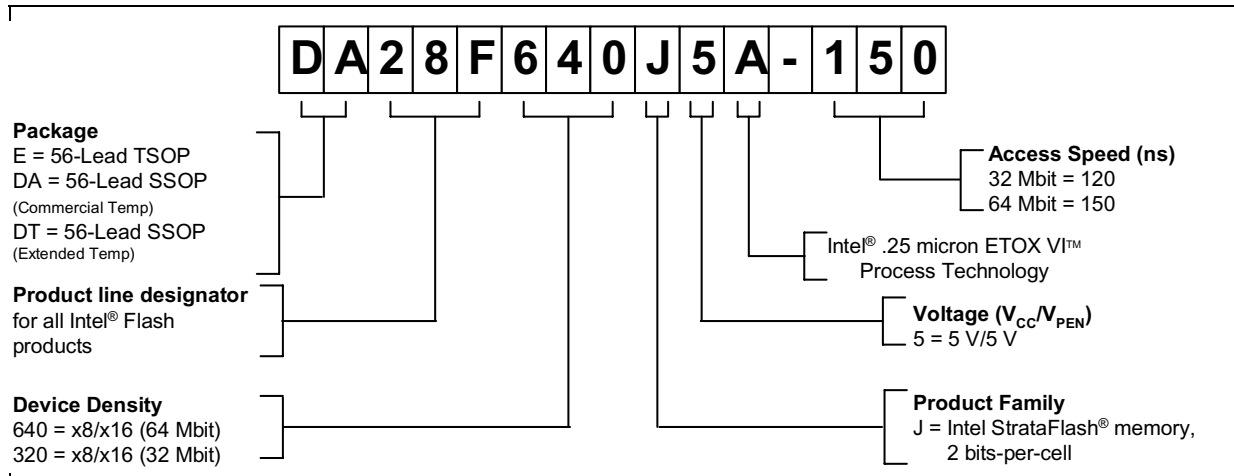 DA28F640J5A-150
Package
E = 56-Lead TSOP
DA = 56-Lead SSOP
(Commercial Temp)
DT = 56-Lead SSOP
(Extended Temp)
Product line designator
for all Intel® Flash
products
Device Density
640 = x8/x16 (64 Mbit)
320 = x8/x16 (32 Mbit)
Access Speed (ns)
32 Mbit = 120
64 Mbit = 150
Intel® .25 micron ETOX VI™
Process Technology
Voltage (VCC/VPEN)
5 = 5 V/5 V
Product Family
J = Intel StrataFlash® memory,
2 bits-per-cell